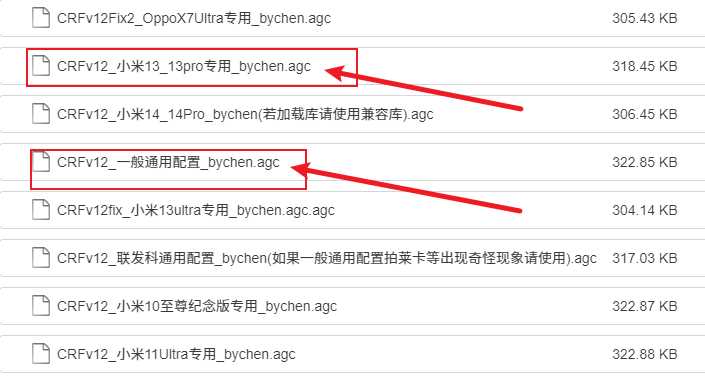 CRFv12Fix2_OppoX7Ultra专用_bychen.agc 305.43 KB
CRFv12_小米13_13pro专用_bychen.agc 318.45 KB
CRFv12_小米14_14Pro_bychen(若加载库请使用兼容库).agc 306.45 KB
CRFv12_一般通用配置_bychen.agc 322.85 KB
CRFv12fix_小米13ultra专用_bychen.agc.agc 304.14 KB
CRFv12_联发科通用配置_bychen(如果一般通用配置拍莱卡等出现奇怪现象请使用).agc 317.03 KB
CRFv12_小米10至尊纪念版专用_bychen.agc 322.87 KB
CRFv12_小米11Ultra专用_bychen.agc 322.88 KB